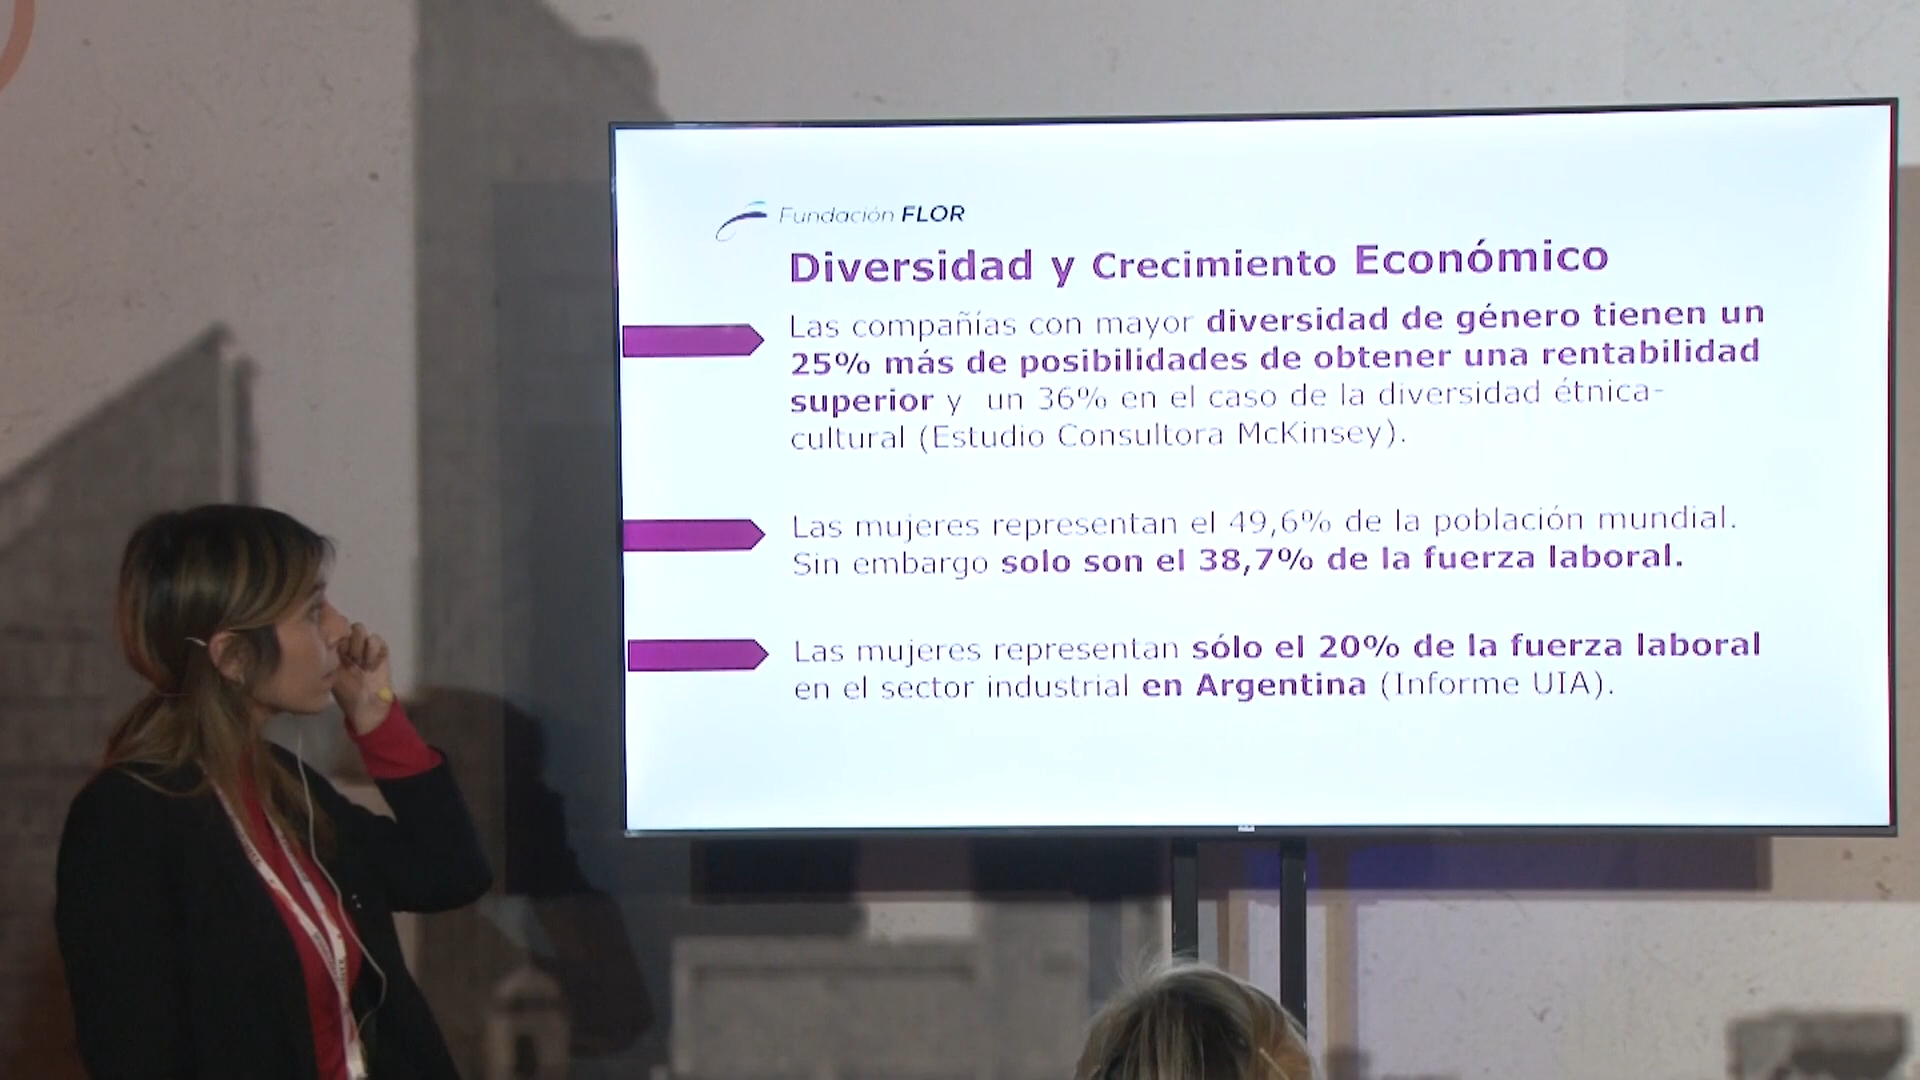 Fundación FLOR
Diversidad y Crecimiento Económico
Las compañías con mayor diversidad de género tienen un
25% más de posibilidades de obtener una rentabilidad
superior y un 36% en el caso de la diversidad étnica-
cultural (Estudio Consultora McKinsey).
Las mujeres representan el 49,6% de la población mundial.
Sin embargo solo son el 38,7% de la fuerza laboral.
Las mujeres representan sólo el 20% de la fuerza laboral
en el sector industrial en Argentina (Informe UIA).